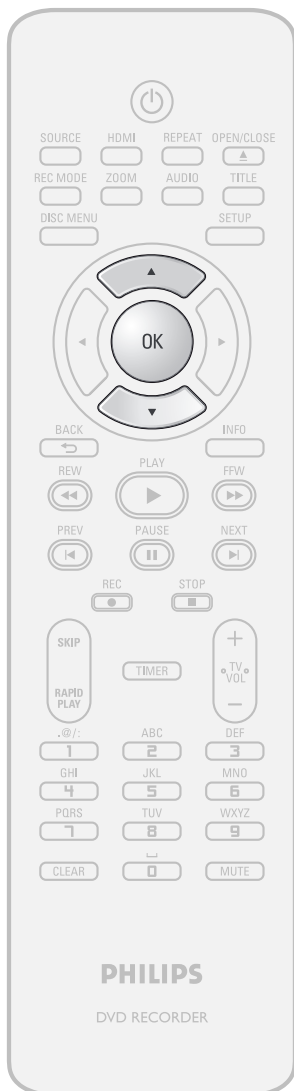 SOURCE HDMI REPEAT OPEN/CLOSE
REC MODE ZOOM AUDIO TITLE
DISC MENU SETUP
OK
BACK INFO
REW PLAY FFW
PREV PAUSE NEXT
REC STOP
SKIP
RAPID
PLAY
TIMER
+
TV
VOL
−
.@/: ABC DEF
1 2 3
GHI JKL MNO
4 5 6
PQRS TUV WXYZ
7 8 9
CLEAR 0 MUTE
PHILIPS
DVD RECORDER